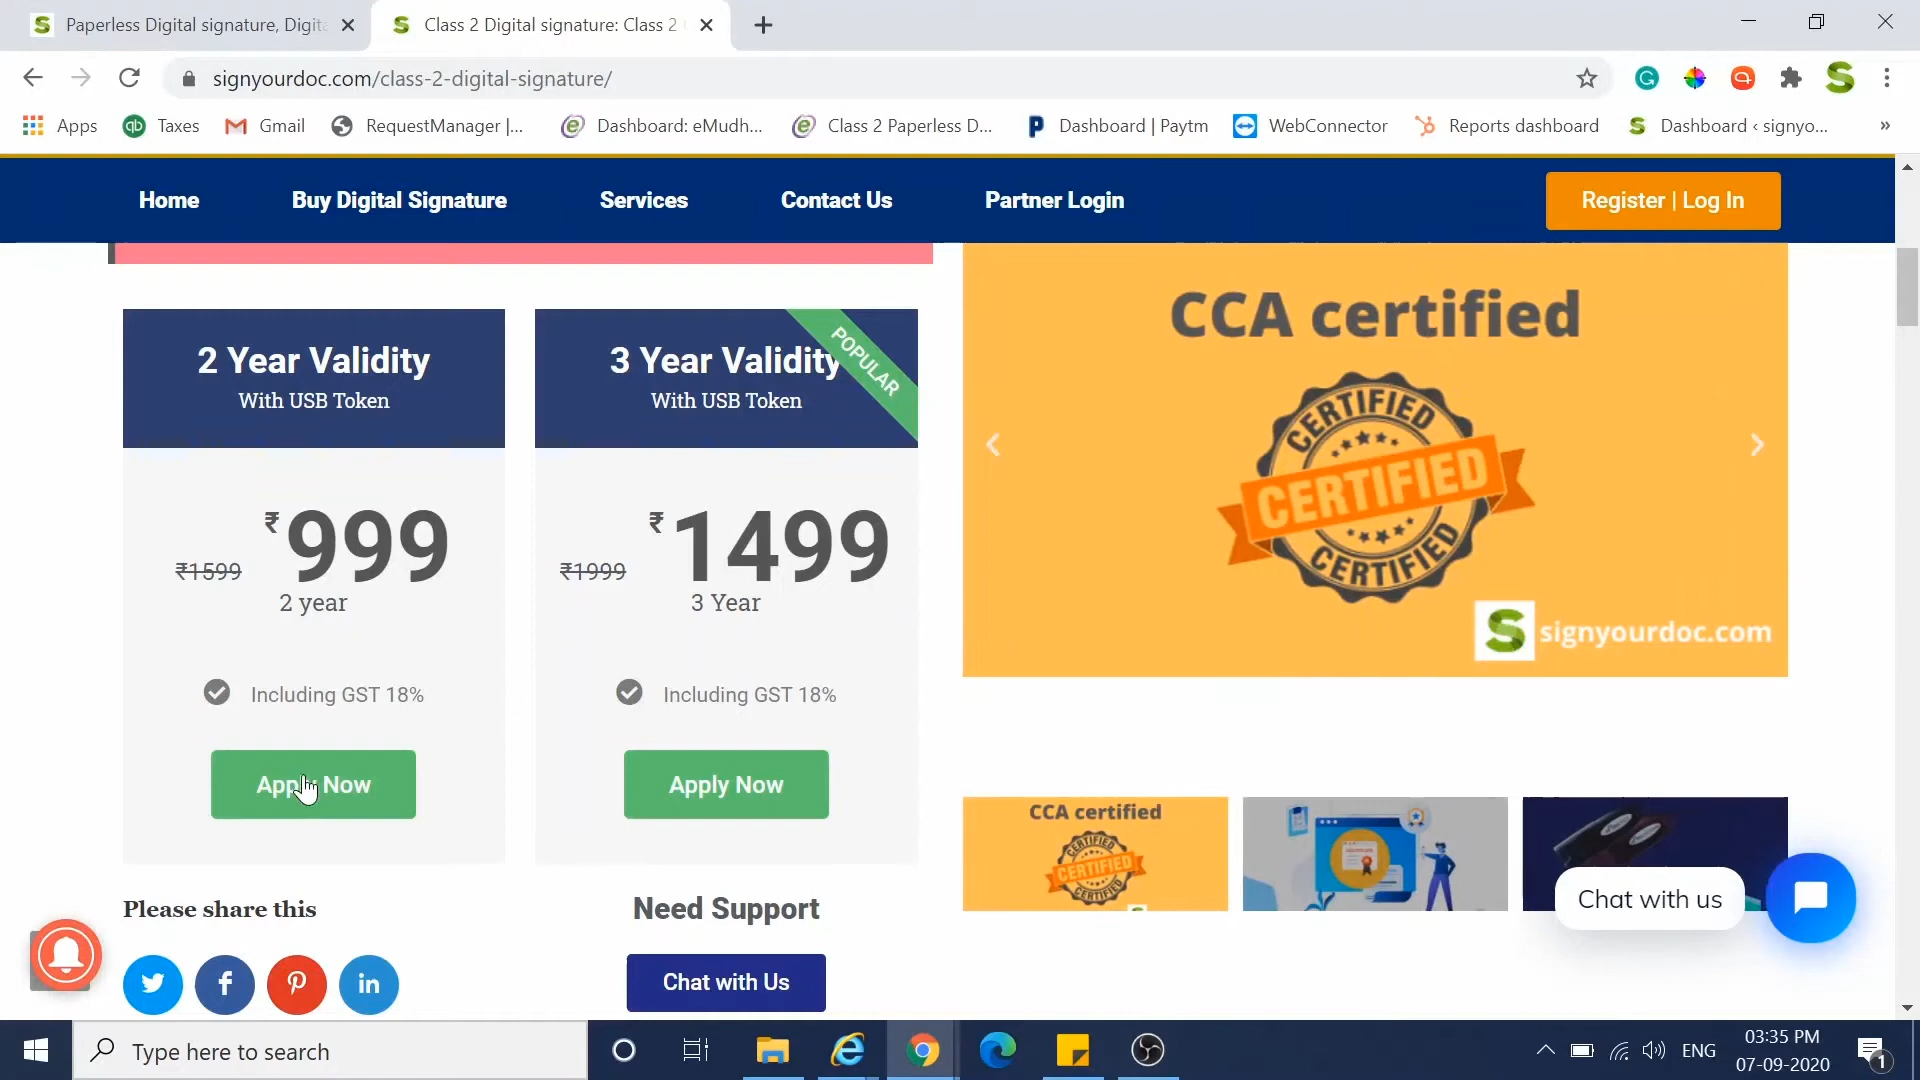 Paperless Digital signature, Digit
Class 2 Digital signature: Class 2
signyourdoc.com/class-2-digital-signature/
Apps
Taxes
Gmail
RequestManager |...
Dashboard: eMudh...
Class 2 Paperless D...
Dashboard | Paytm
WebConnector
Reports dashboard
Dashboard ‹ signyo...
Home
Buy Digital Signature
Services
Contact Us
Partner Login
Register | Log In
2 Year Validity
With USB Token
₹1599
₹999
2 year
Including GST 18%
Apply Now
3 Year Validity
With USB Token
POPULAR
₹1999
₹1499
3 Year
Including GST 18%
Apply Now
CCA certified
CERTIFIED
CERTIFIED
CERTIFIED
signyourdoc.com
CCA certified
CERTIFIED
CERTIFIED
CERTIFIED
Please share this
Need Support
Chat with Us
Chat with us
Type here to search
ENG
03:35 PM
07-09-2020
1